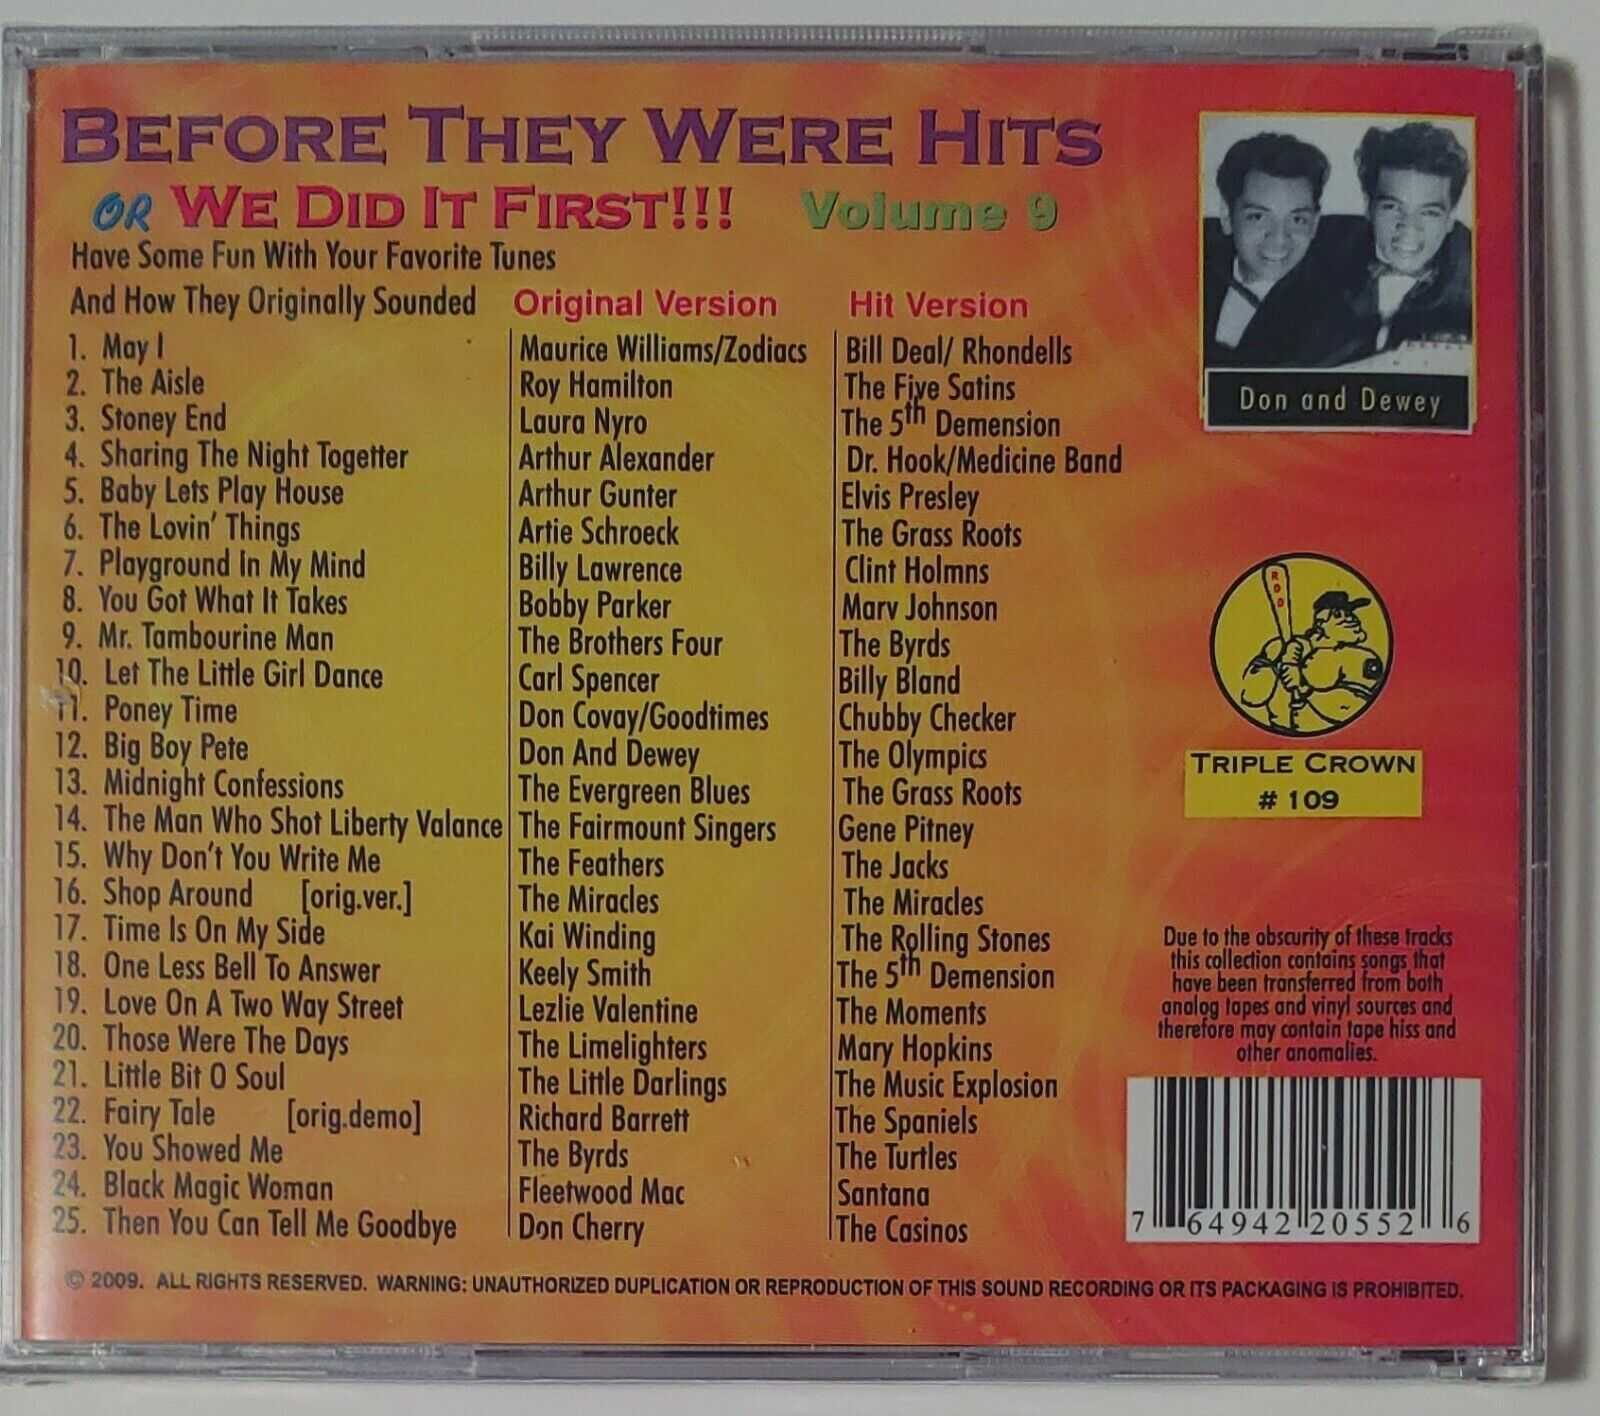 BEFORE THEY WERE HITS
OR WE DID IT FIRST!!! Volume 9
Have Some Fun With Your Favorite Tunes
And How They Originally Sounded Original Version Hit Version
1. May I Maurice Williams/Zodiacs Bill Deal/ Rhondells
2. The Aisle Roy Hamilton The Five Satins
3. Stoney End Laura Nyro The 5th Demension
4. Sharing The Night Togetter Arthur Alexander Dr. Hook/Medicine Band
5. Baby Lets Play House Arthur Gunter Elvis Presley
6. The Lovin' Things Artie Schroeck The Grass Roots
7. Playground In My Mind Billy Lawrence Clint Holmns
8. You Got What It Takes Bobby Parker Marv Johnson
9. Mr. Tambourine Man The Brothers Four The Byrds
10. Let The Little Girl Dance Carl Spencer Billy Bland
11. Poney Time Don Covay/Goodtimes Chubby Checker
12. Big Boy Pete Don And Dewey The Olympics
13. Midnight Confessions The Evergreen Blues The Grass Roots
14. The Man Who Shot Liberty Valance The Fairmount Singers Gene Pitney
15. Why Don't You Write Me The Feathers The Jacks
16. Shop Around [orig.ver.] The Miracles The Miracles
17. Time Is On My Side Kai Winding The Rolling Stones
18. One Less Bell To Answer Keely Smith The 5th Demension
19. Love On A Two Way Street Lezlie Valentine The Moments
20. Those Were The Days The Limelighters Mary Hopkins
21. Little Bit O Soul The Little Darlings The Music Explosion
22. Fairy Tale [orig.demo] Richard Barrett The Spaniels
23. You Showed Me The Byrds The Turtles
24. Black Magic Woman Fleetwood Mac Santana
25. Then You Can Tell Me Goodbye Don Cherry The Casinos
Don and Dewey
RDD
TRIPLE CROWN
# 109
Due to the obscurity of these tracks
this collection contains songs that
have been transferred from both
analog tapes and vinyl sources and
therefore may contain tape hiss and
other anomalies.
7 64942 20552 6
© 2009. ALL RIGHTS RESERVED. WARNING: UNAUTHORIZED DUPLICATION OR REPRODUCTION OF THIS SOUND RECORDING OR ITS PACKAGING IS PROHIBITED.